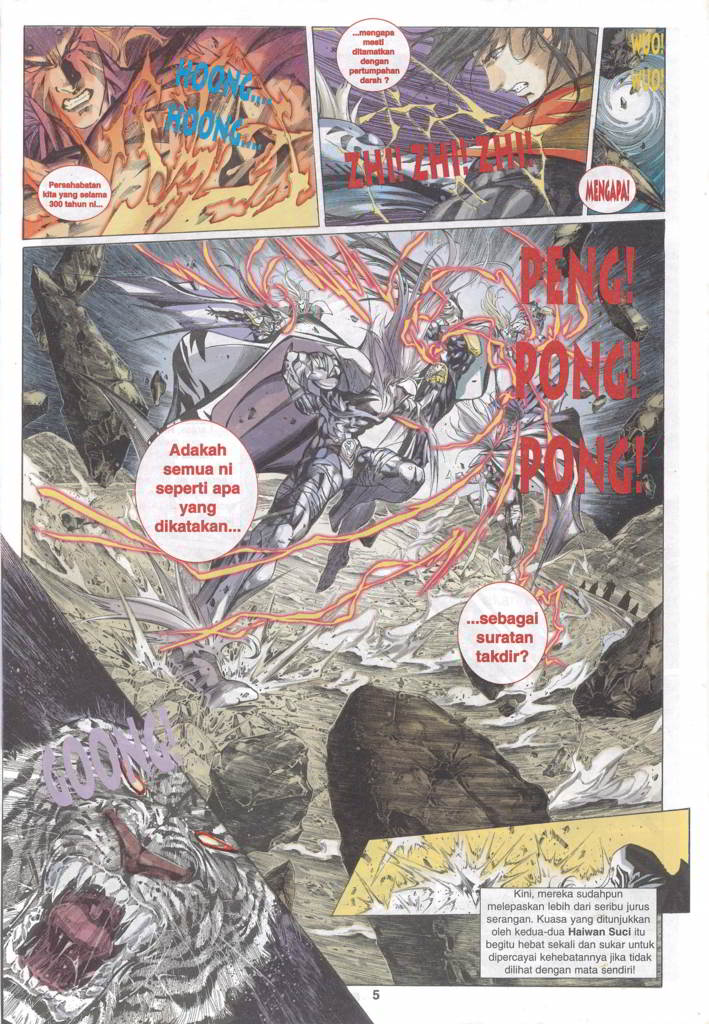 HOONG....
HOONG....
Persahabatan
kita yang selama
300 tahun ni...
...mengapa
mesti
ditamatkan
dengan
pertumpahan
darah ?
ZHI! ZHI! ZHI!
WUO!
WUO!
MENGAPA!
PENG!
PONG!
PONG!
Adakah
semua ni
seperti apa
yang
dikatakan...
...sebagai
suratan
takdir?
GOONG!
Kini, mereka sudahpun
melepaskan lebih dari seribu jurus
serangan. Kuasa yang ditunjukkan
oleh kedua-dua Haiwan Suci itu
begitu hebat sekali dan sukar untuk
dipercayai kehebatannya jika tidak
dilihat dengan mata sendiri!
5